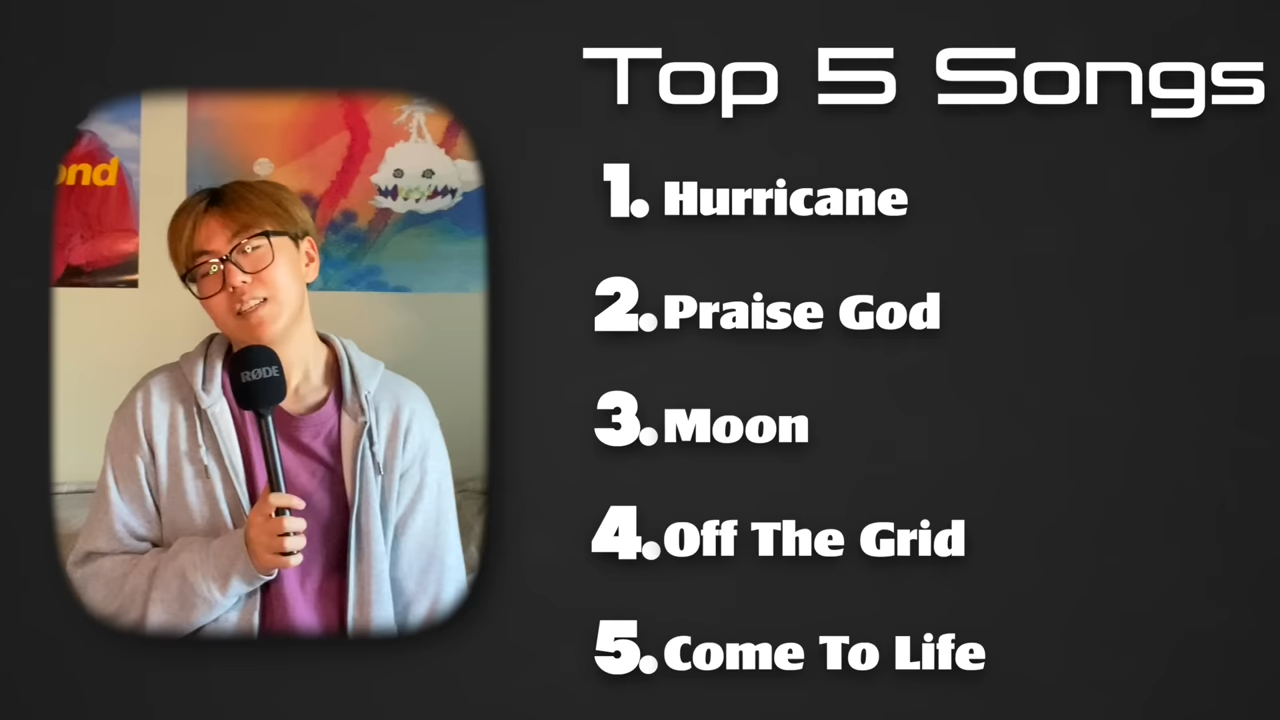 Top 5 Songs
ond
1. Hurricane
2. Praise God
RØDE
3. Moon
4. Off The Grid
5. Come To Life